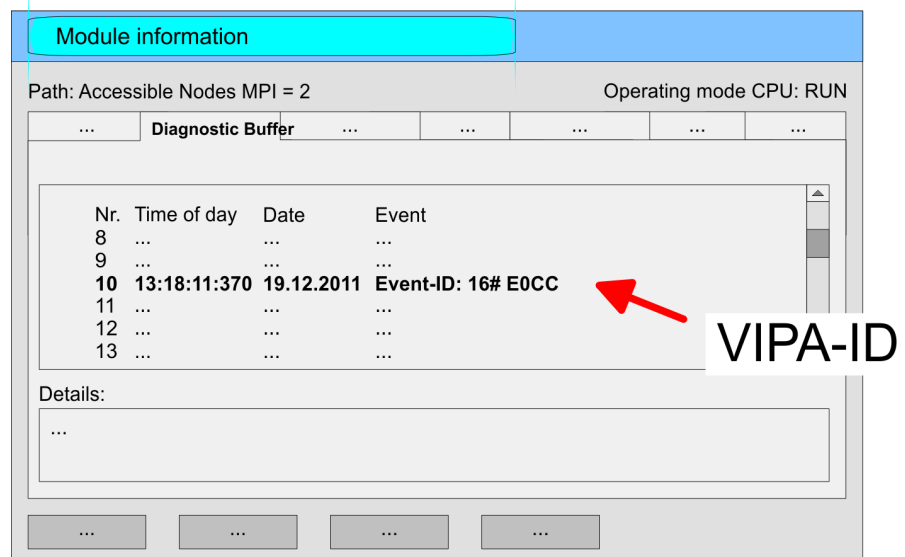 Module information
Path: Accessible Nodes MPI = 2 Operating mode CPU: RUN
... Diagnostic Buffer ... ... ... ... ...
Nr. Time of day Date Event
8 ... ... ...
9 ... ... ...
10 13:18:11:370 19.12.2011 Event-ID: 16# E0CC
11 ... ... ...
12 ... ... ...
13 ... ... ...
VIPA-ID
Details:
...
... ... ... ...